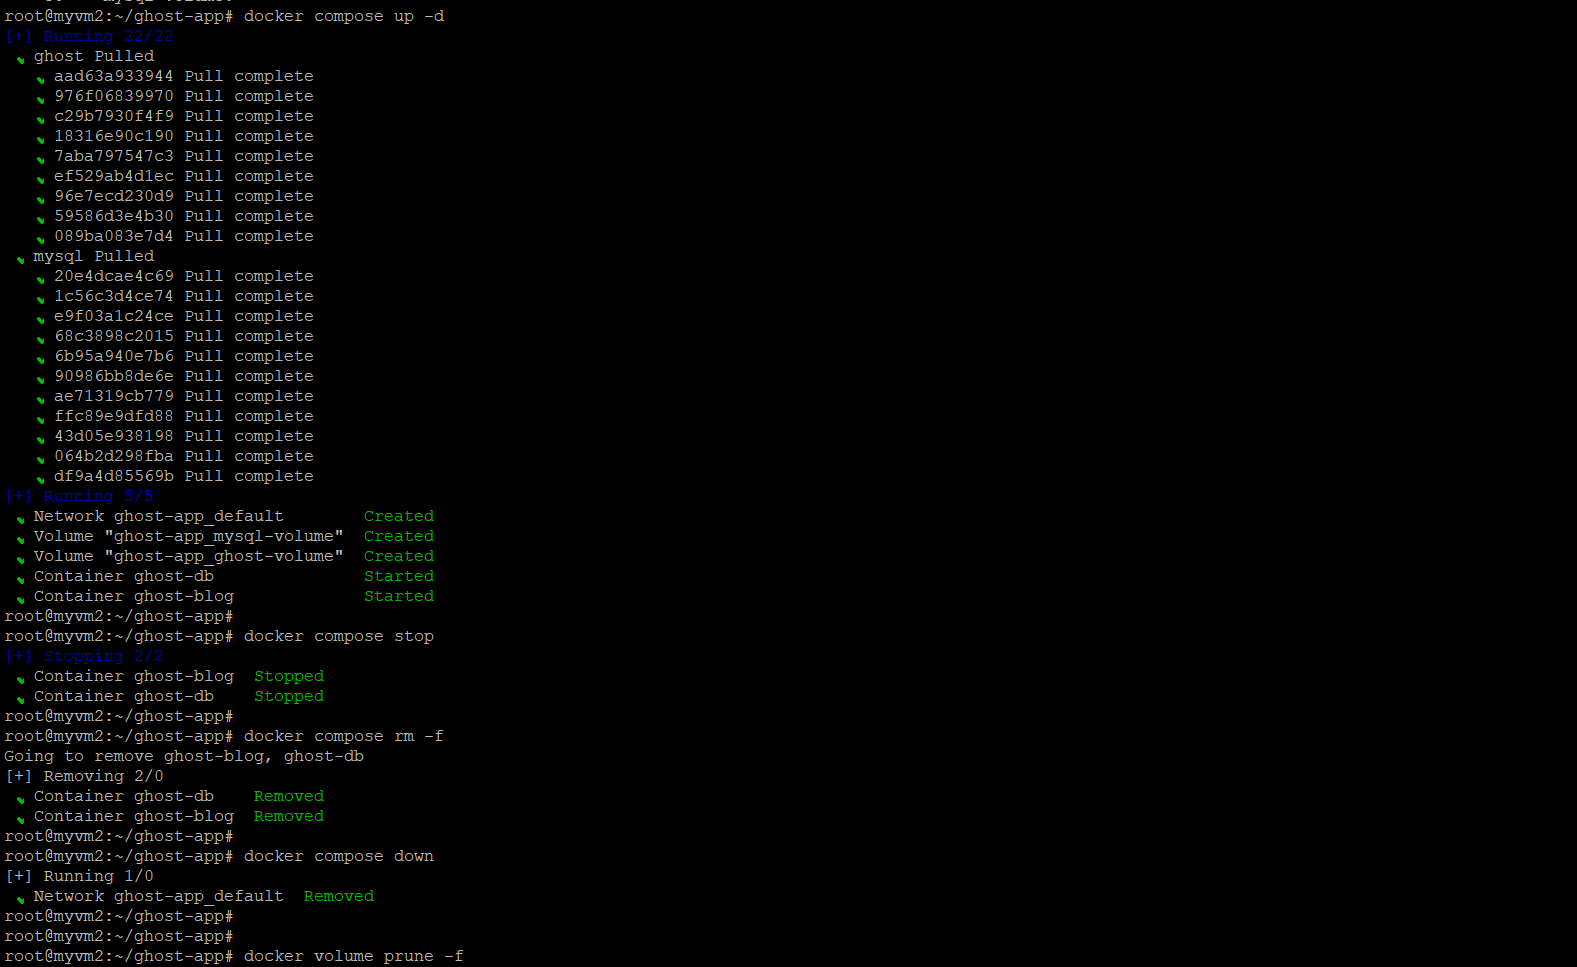 root@myvm2:~/ghost-app# docker compose up -d
[+] Running 22/22
ghost Pulled
aad63a933944 Pull complete
976f06839970 Pull complete
c29b7930f4f9 Pull complete
18316e90c190 Pull complete
7aba797547c3 Pull complete
ef529ab4d1ec Pull complete
96e7ecd230d9 Pull complete
59586d3e4b30 Pull complete
089ba083e7d4 Pull complete
mysql Pulled
20e4dcae4c69 Pull complete
1c56c3d4ce74 Pull complete
e9f03a1c24ce Pull complete
68c3898c2015 Pull complete
6b95a940e7b6 Pull complete
90986bb8de6e Pull complete
ae71319cb779 Pull complete
ffc89e9dfd88 Pull complete
43d05e938198 Pull complete
064b2d298fba Pull complete
df9a4d85569b Pull complete
[+] Running 5/5
Network ghost-app_default Created
Volume "ghost-app_mysql-volume" Created
Volume "ghost-app_ghost-volume" Created
Container ghost-db Started
Container ghost-blog Started
root@myvm2:~/ghost-app#
root@myvm2:~/ghost-app# docker compose stop
[+] Stopping 2/2
Container ghost-blog Stopped
Container ghost-db Stopped
root@myvm2:~/ghost-app#
root@myvm2:~/ghost-app# docker compose rm -f
Going to remove ghost-blog, ghost-db
[+] Removing 2/0
Container ghost-db Removed
Container ghost-blog Removed
root@myvm2:~/ghost-app#
root@myvm2:~/ghost-app# docker compose down
[+] Running 1/0
Network ghost-app_default Removed
root@myvm2:~/ghost-app#
root@myvm2:~/ghost-app#
root@myvm2:~/ghost-app# docker volume prune -f